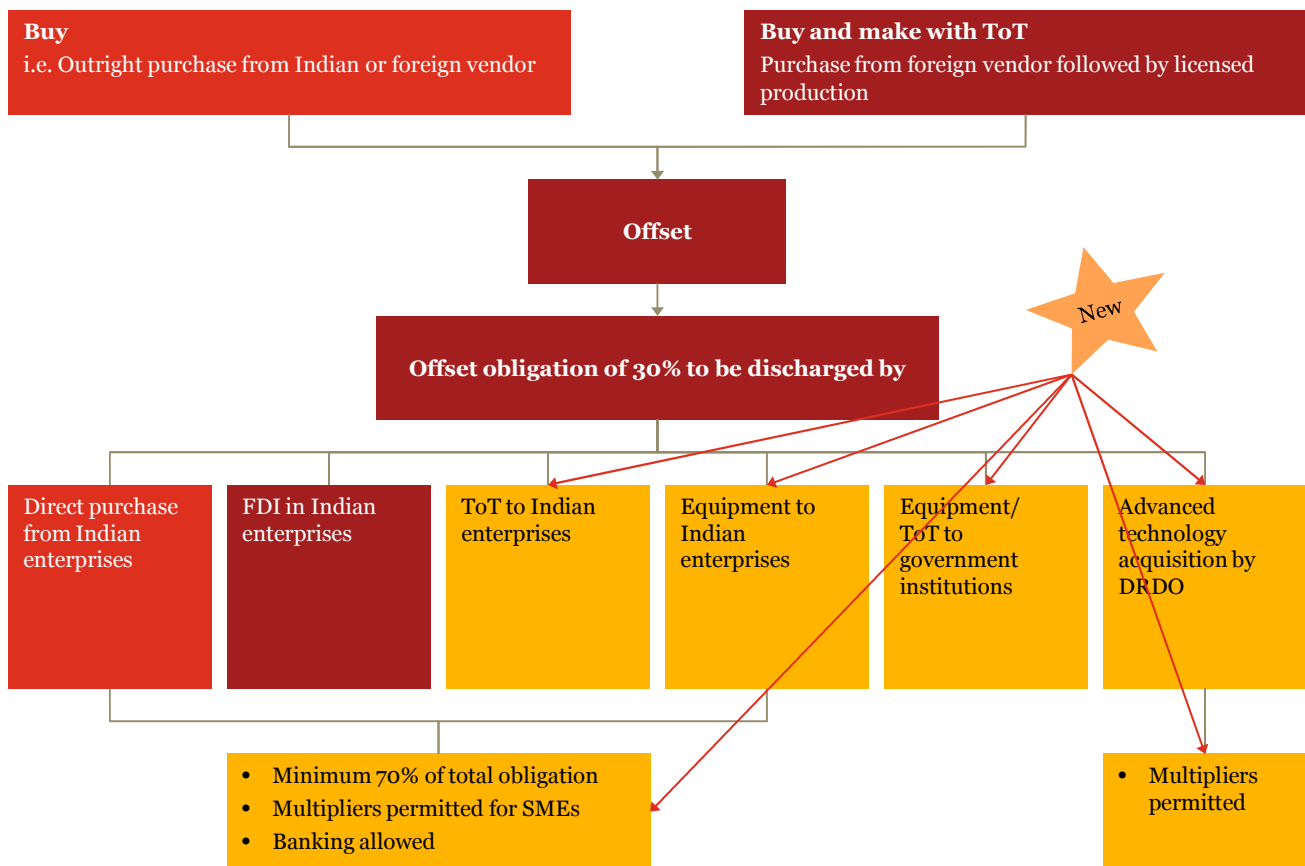 Buy
i.e. Outright purchase from Indian or foreign vendor
Buy and make with ToT
Purchase from foreign vendor followed by licensed
production
Offset
New
Offset obligation of 30% to be discharged by
Direct purchase
from Indian
enterprises
FDI in Indian
enterprises
ToT to Indian
enterprises
Equipment to
Indian
enterprises
Equipment/
ToT to
government
institutions
Advanced
technology
acquisition by
DRDO
• Minimum 70% of total obligation
• Multipliers permitted for SMEs
• Banking allowed
• Multipliers
permitted